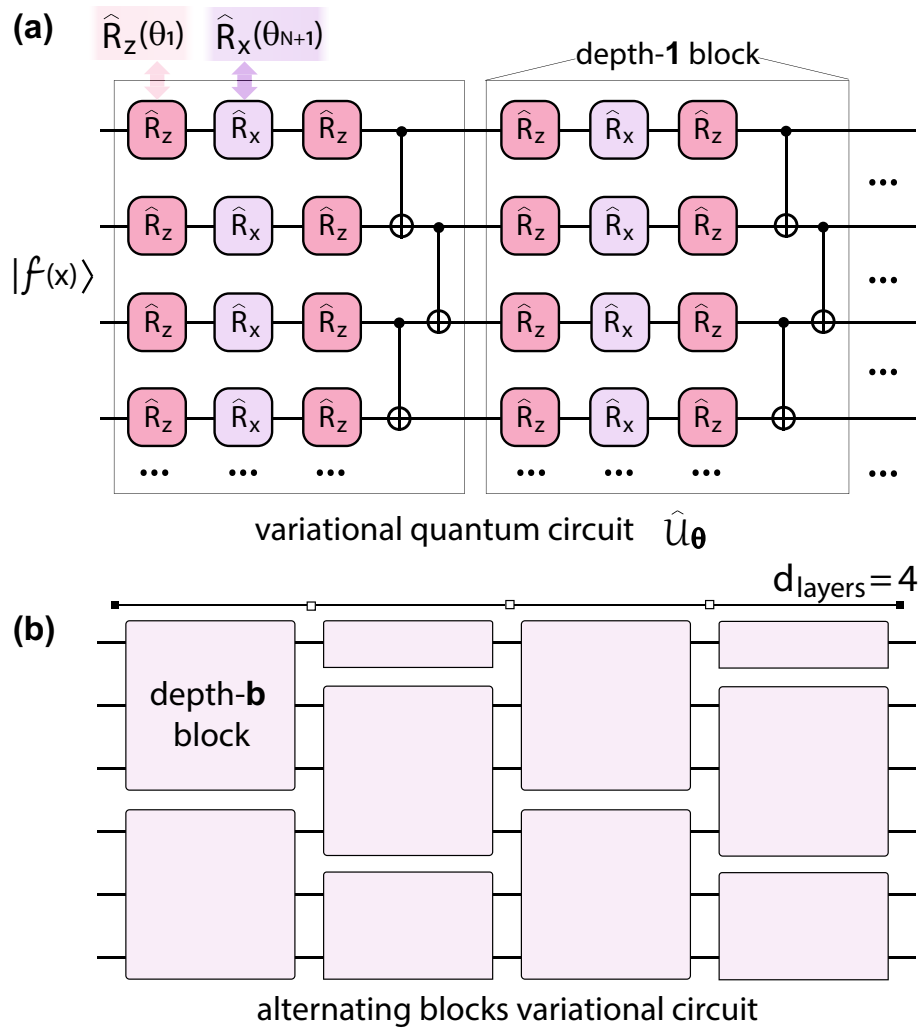 (a)
R̂z(θ1) R̂x(θN+1)
depth-1 block
R̂z R̂x R̂z R̂z R̂x R̂z
...
R̂z R̂x R̂z R̂z R̂x R̂z
|f(x)⟩
...
R̂z R̂x R̂z R̂z R̂x R̂z
...
R̂z R̂x R̂z R̂z R̂x R̂z
... ... ... ... ... ... ...
variational quantum circuit Û𝛉
dlayers = 4
(b)
depth-b
block
alternating blocks variational circuit